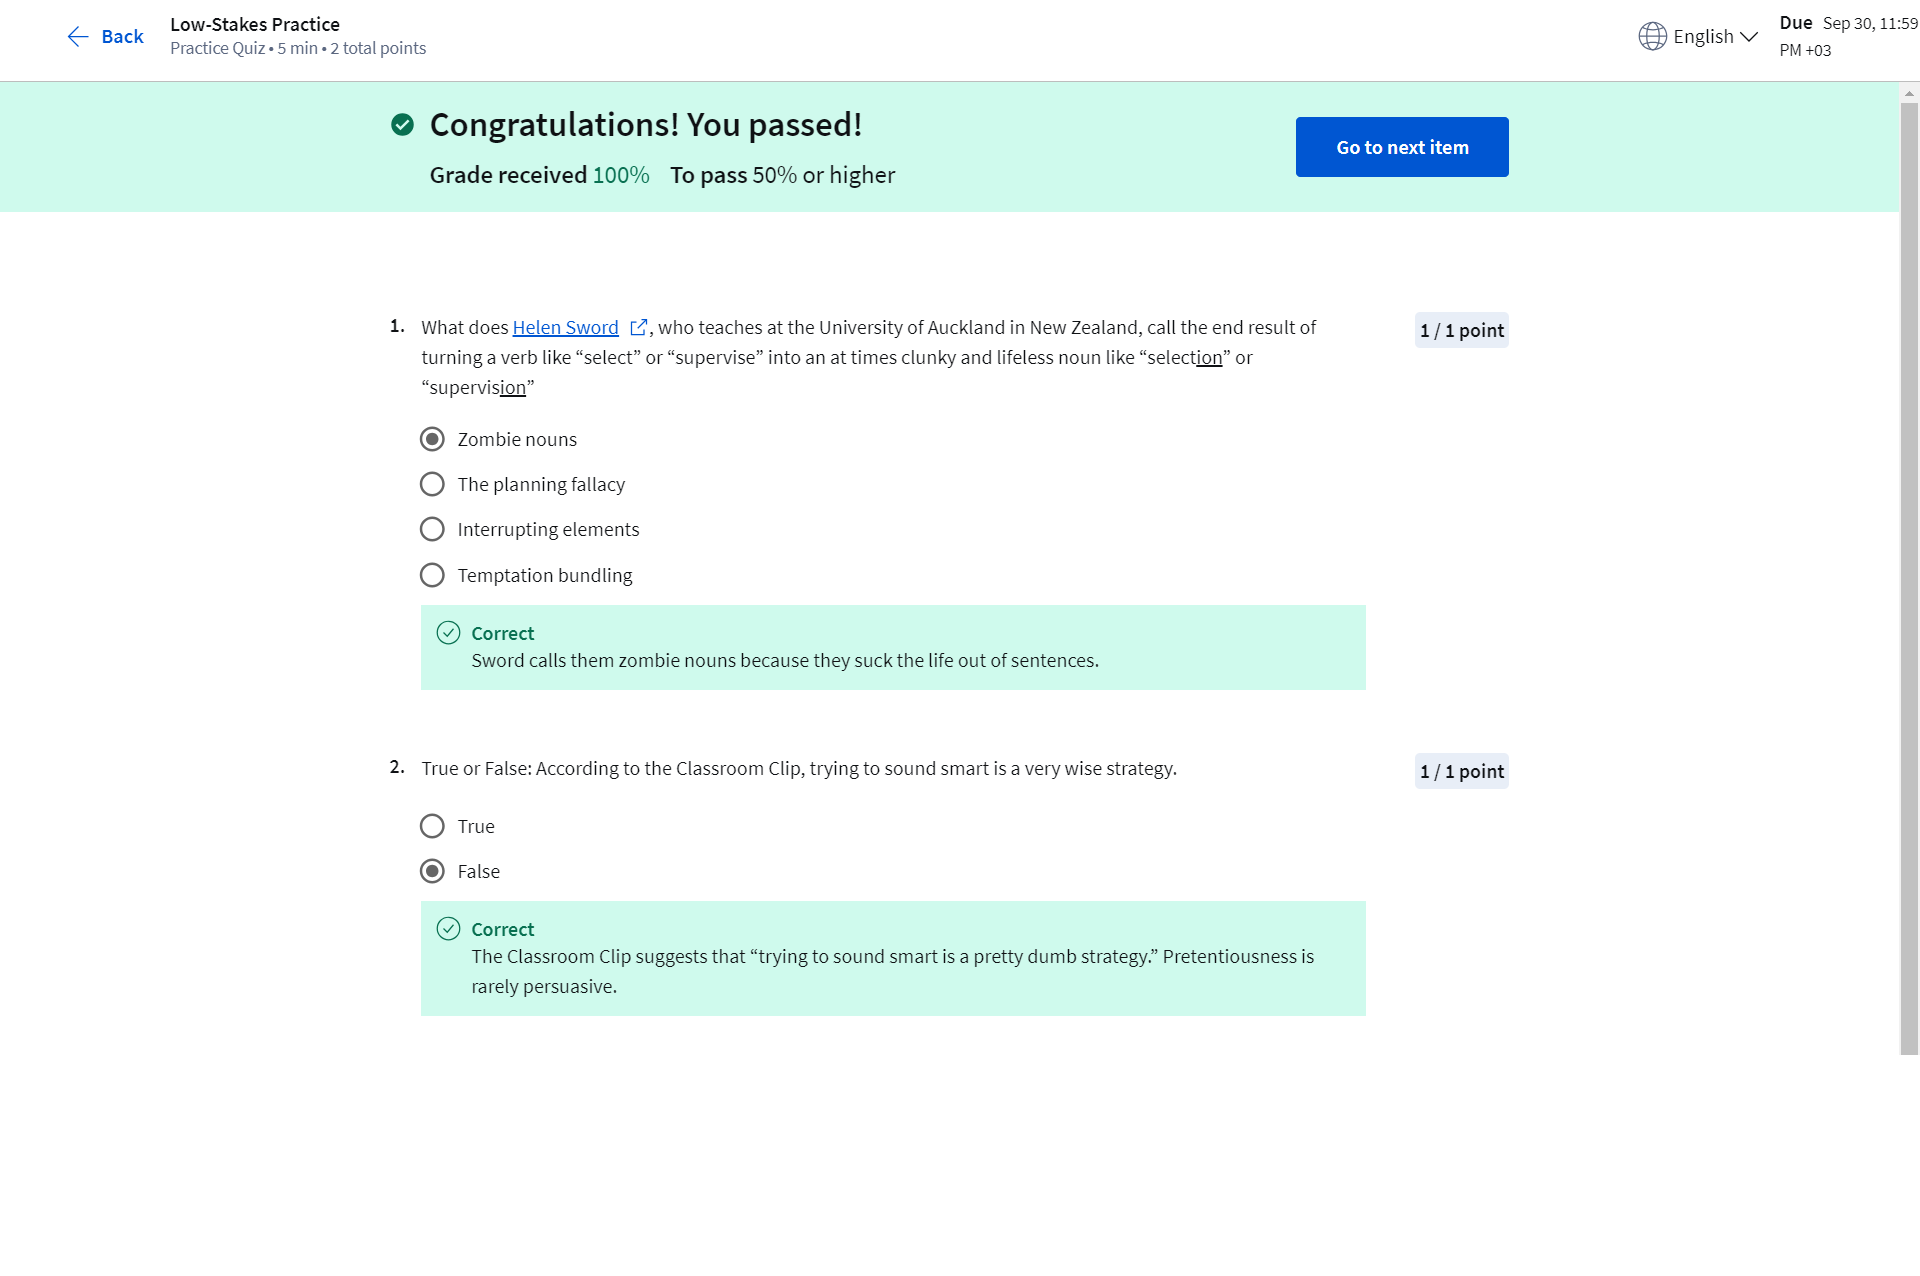 Back
Low-Stakes Practice
Practice Quiz • 5 min • 2 total points
English
Due Sep 30, 11:59
PM +03
Congratulations! You passed!
Grade received 100% To pass 50% or higher
Go to next item
1. What does Helen Sword , who teaches at the University of Auckland in New Zealand, call the end result of
turning a verb like “select” or “supervise” into an at times clunky and lifeless noun like “selection” or
“supervision”
1 / 1 point
Zombie nouns
The planning fallacy
Interrupting elements
Temptation bundling
Correct
Sword calls them zombie nouns because they suck the life out of sentences.
2. True or False: According to the Classroom Clip, trying to sound smart is a very wise strategy.
1 / 1 point
True
False
Correct
The Classroom Clip suggests that “trying to sound smart is a pretty dumb strategy.” Pretentiousness is
rarely persuasive.